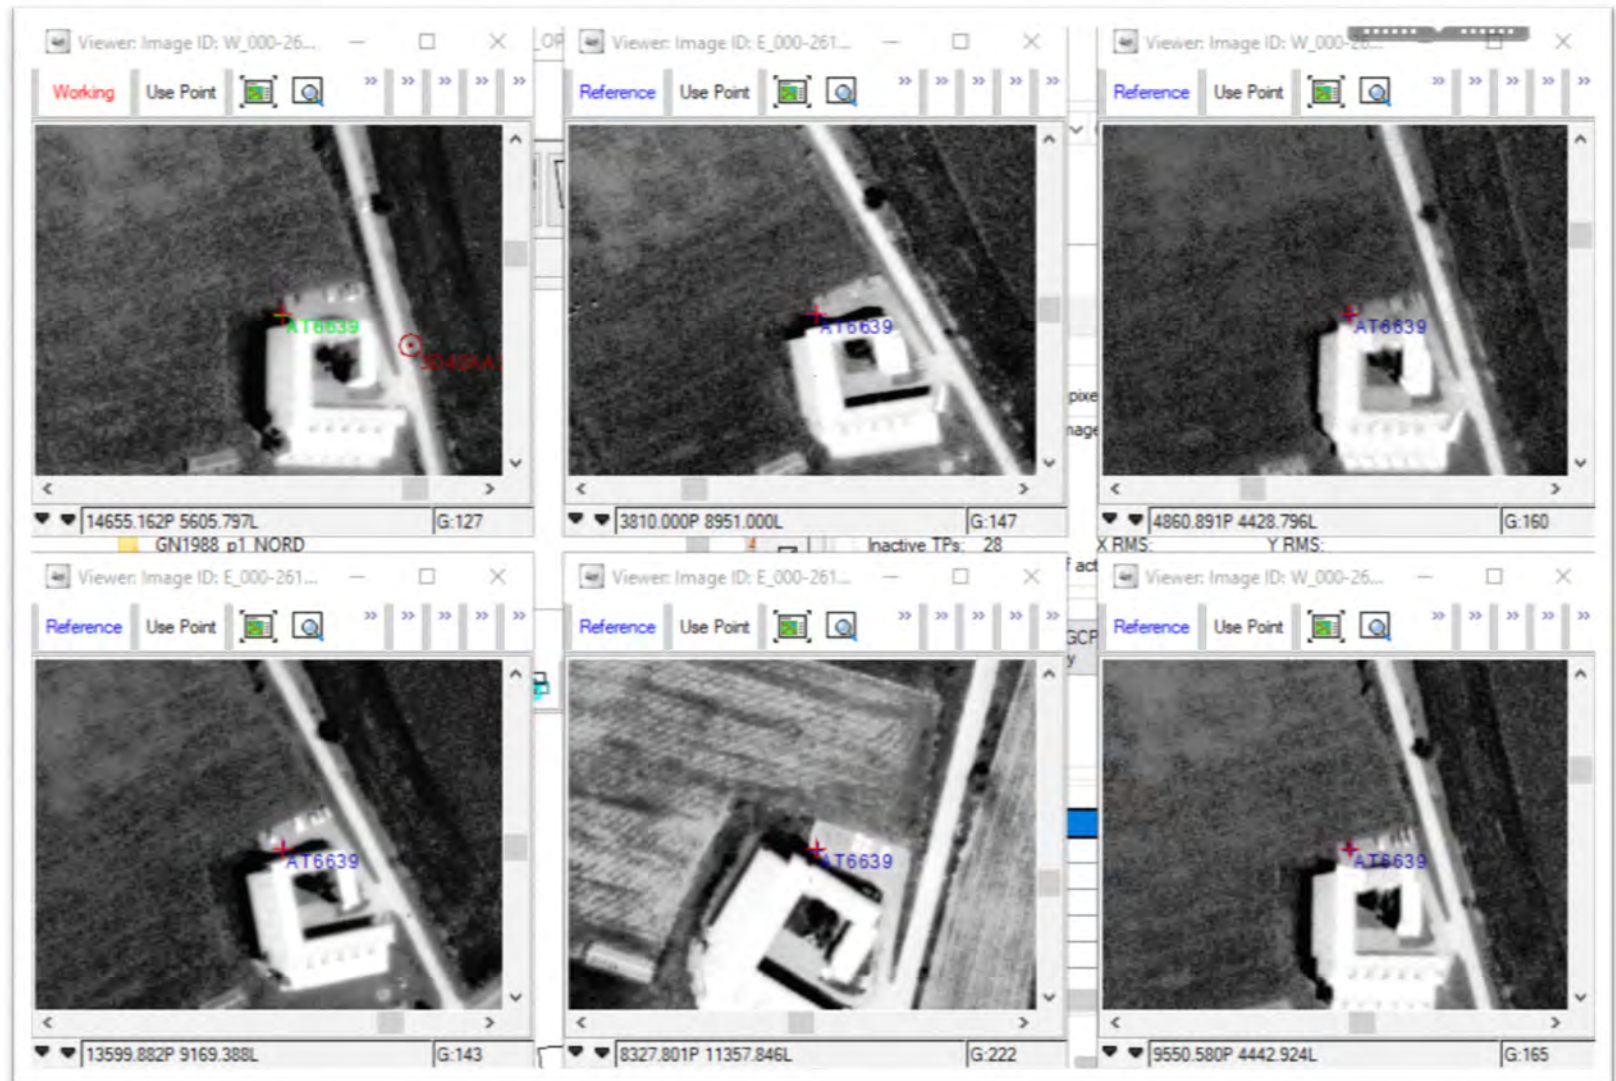 Viewer: Image ID: W_000-26...
Working Use Point
AT6639
14655.162P 5605.797L G:127
Viewer: Image ID: E_000-261...
Reference Use Point
AT6639
3810.000P 8951.000L G:147
Viewer: Image ID: W_000-26...
Reference Use Point
AT6639
4860.891P 4428.796L G:160
GN1988 p1 NORD
Inactive TPs: 28
X RMS: Y RMS:
Viewer: Image ID: E_000-261...
Reference Use Point
AT6639
13599.882P 9169.388L G:143
Viewer: Image ID: E_000-261...
Reference Use Point
AT6639
8327.801P 11357.846L G:222
Viewer: Image ID: W_000-26...
Reference Use Point
AT6639
9550.580P 4442.924L G:165